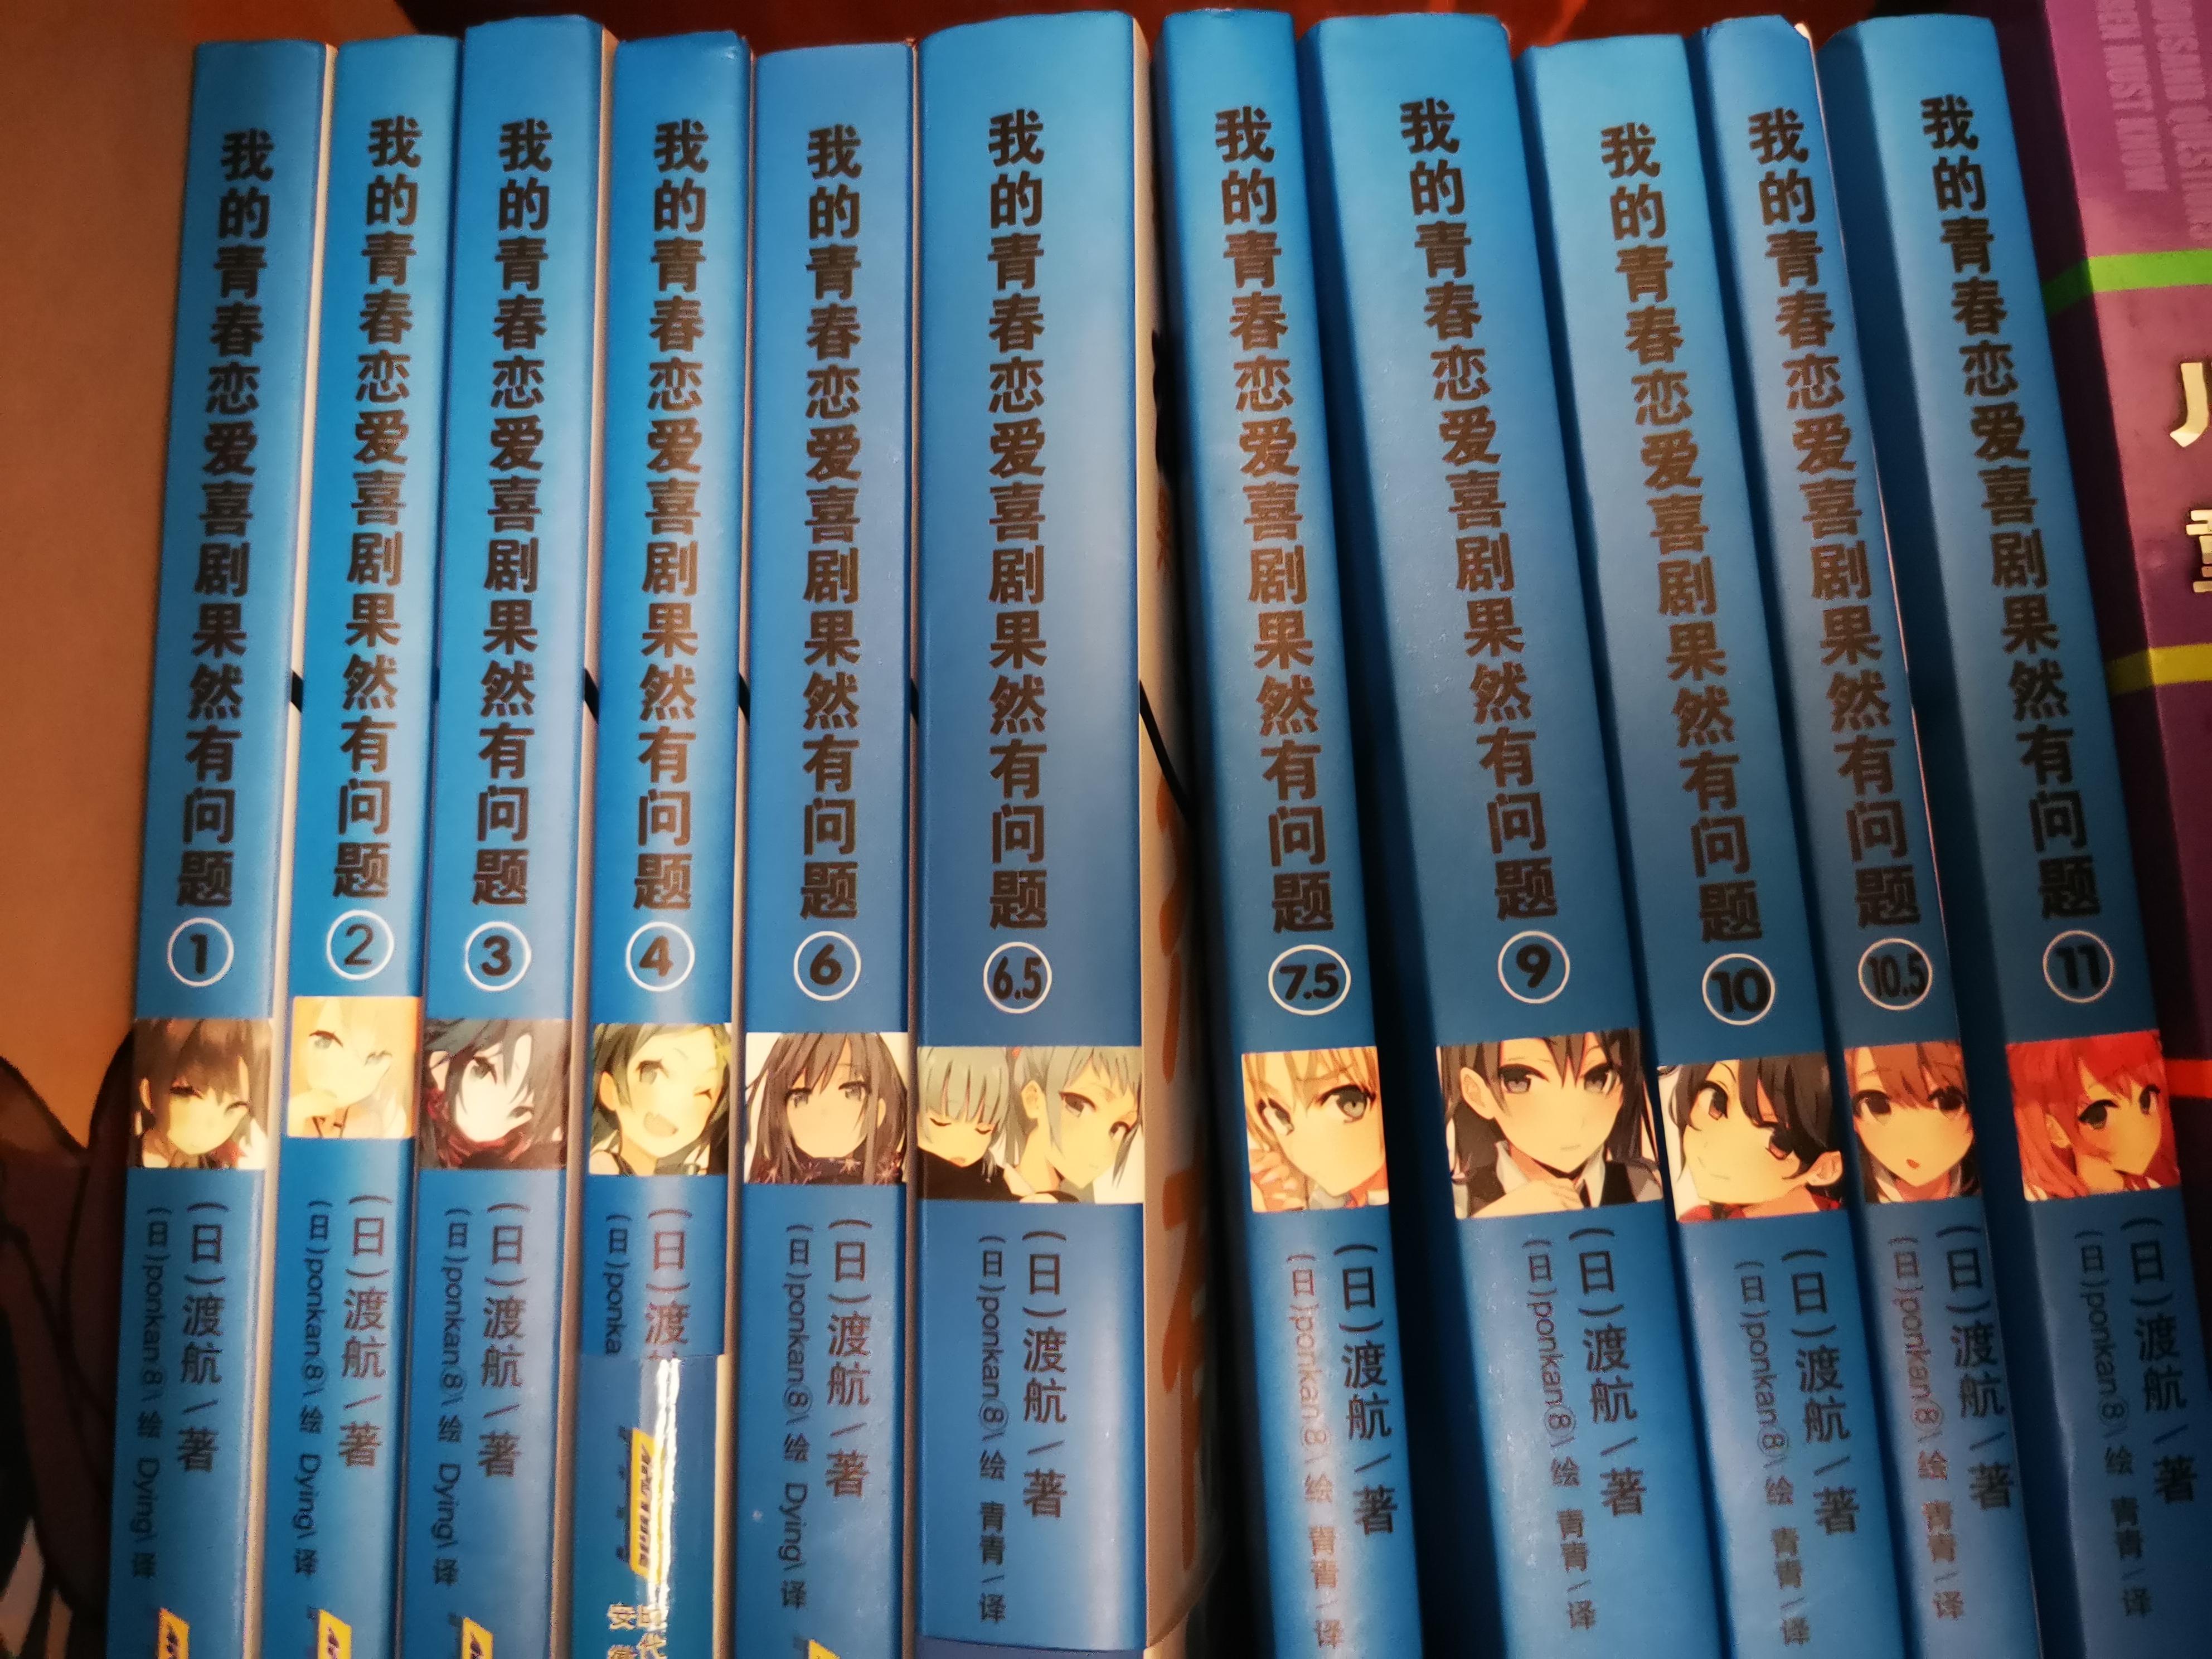 我的青春恋爱喜剧果然有问题
1
(日)渡航\著
(日)ponkan⑧\绘 Dying\译
我的青春恋爱喜剧果然有问题
2
(日)渡航\著
(日)ponkan⑧\绘 Dying\译
我的青春恋爱喜剧果然有问题
3
(日)渡航\著
(日)ponkan⑧\绘 Dying\译
我的青春恋爱喜剧果然有问题
4
(日)渡
(日)ponka
我的青春恋爱喜剧果然有问题
6
(日)渡航\著
(日)ponkan⑧\绘 Dying\译
我的青春恋爱喜剧果然有问题
6.5
(日)渡航\著
(日)ponkan⑧\绘 青青\译
我的青春恋爱喜剧果然有问题
7.5
(日)渡航\著
(日)ponkan⑧\绘 青青\译
我的青春恋爱喜剧果然有问题
9
(日)渡航\著
(日)ponkan⑧\绘 青青\译
我的青春恋爱喜剧果然有问题
10
(日)渡航\著
(日)ponkan⑧\绘 青青\译
我的青春恋爱喜剧果然有问题
10.5
(日)渡航\著
(日)ponkan⑧\绘 青青\译
我的青春恋爱喜剧果然有问题
11
(日)渡航\著
(日)ponkan⑧\绘 青青\译
MUST KNOW